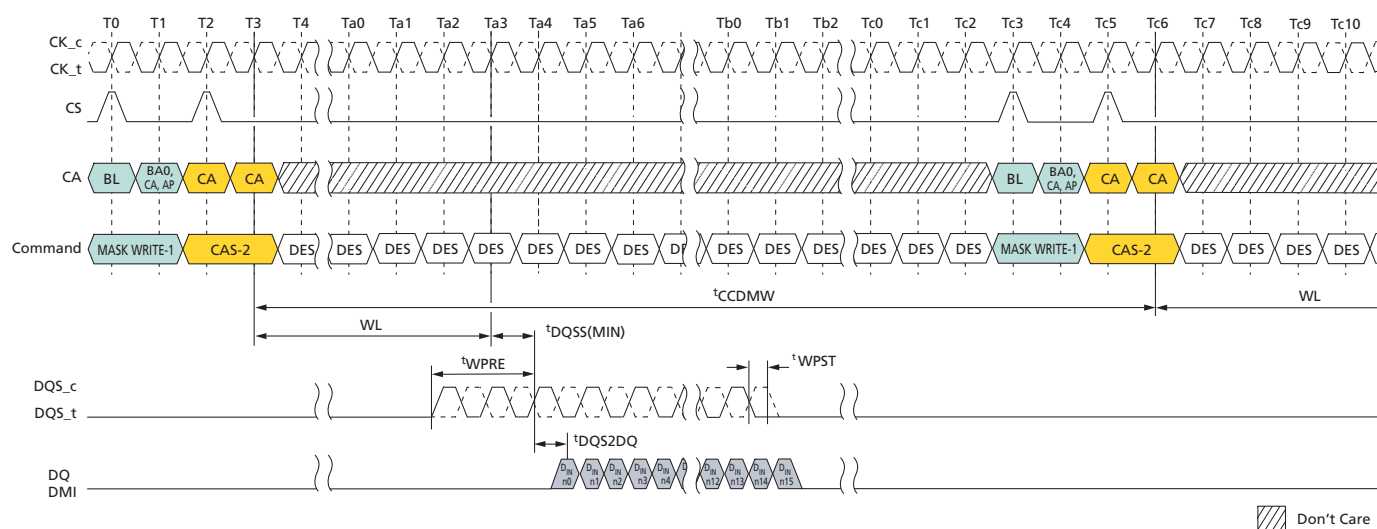 T0 T1 T2 T3 T4 Ta0 Ta1 Ta2 Ta3 Ta4 Ta5 Ta6 Tb0 Tb1 Tb2 Tc0 Tc1 Tc2 Tc3 Tc4 Tc5 Tc6 Tc7 Tc8 Tc9 Tc10
CK_c
CK_t
CS
CA BL BA0, CA, AP CA CA BL BA0, CA, AP CA CA
Command MASK WRITE-1 CAS-2 DES DES DES DES DES DES DES DES DES DES DES DES DES DES MASK WRITE-1 CAS-2 DES DES DES DES
tCCDMW WL
WL tDQSS(MIN)
tWPRE tWPST
DQS_c
DQS_t
tDQS2DQ
DQ DIN n0 DIN n1 DIN n2 DIN n3 DIN n4 DIN n12 DIN n13 DIN n14 DIN n15
DMI
Don't Care